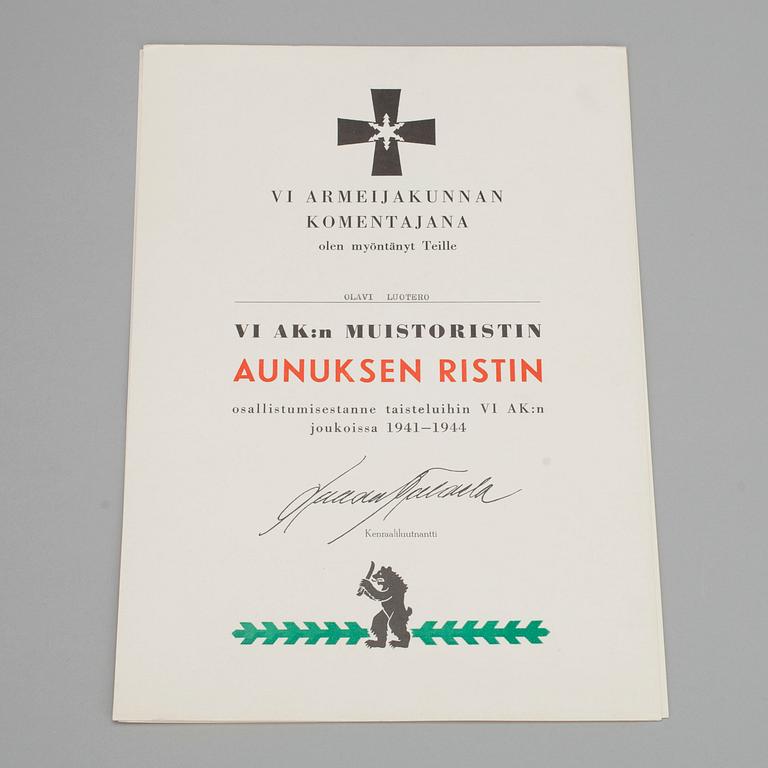 VI ARMEIJAKUNNAN
KOMENTAJANA
olen myöntänyt Teille
OLAVI LUOTERO
VI AK:n MUISTORISTIN
AUNUKSEN RISTIN
osallistumisestanne taisteluihin VI AK:n
joukoissa 1941—1944
Kenraaliluutnantti